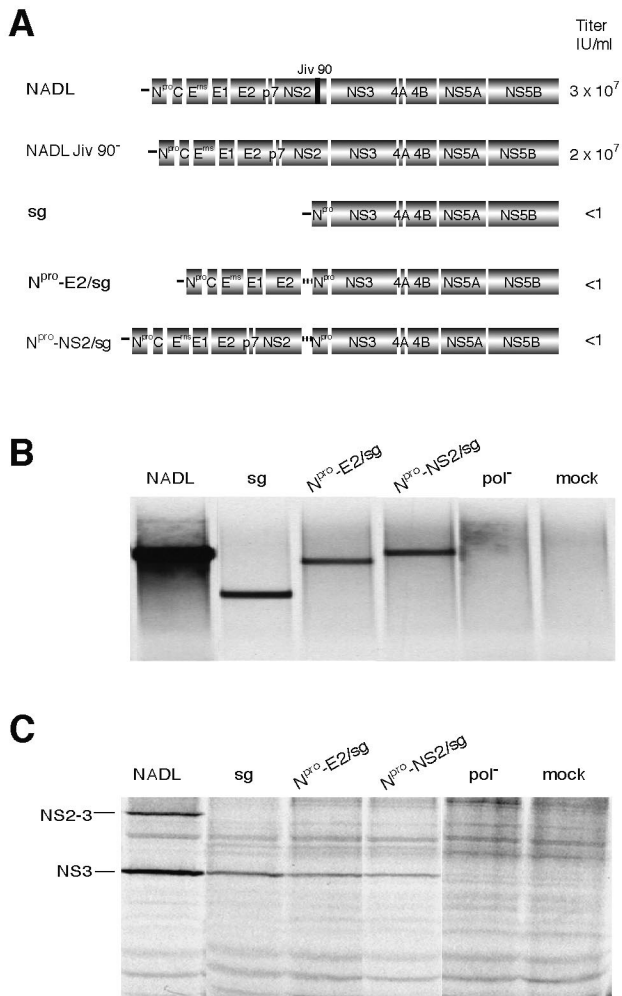 A
Titer
IU/ml
Jiv 90
NADL N^pro C E^rns E1 E2 p7 NS2 NS3 4A 4B NS5A NS5B 3 x 10^7
NADL Jiv 90^- N^pro C E^rns E1 E2 p7 NS2 NS3 4A 4B NS5A NS5B 2 x 10^7
sg N^pro NS3 4A 4B NS5A NS5B <1
N^pro-E2/sg N^pro C E^rns E1 E2 N^pro NS3 4A 4B NS5A NS5B <1
N^pro-NS2/sg N^pro C E^rns E1 E2 p7 NS2 N^pro NS3 4A 4B NS5A NS5B <1
B
NADL sg N^pro-E2/sg N^pro-NS2/sg pol^- mock
C
NADL sg N^pro-E2/sg N^pro-NS2/sg pol^- mock
NS2-3
NS3